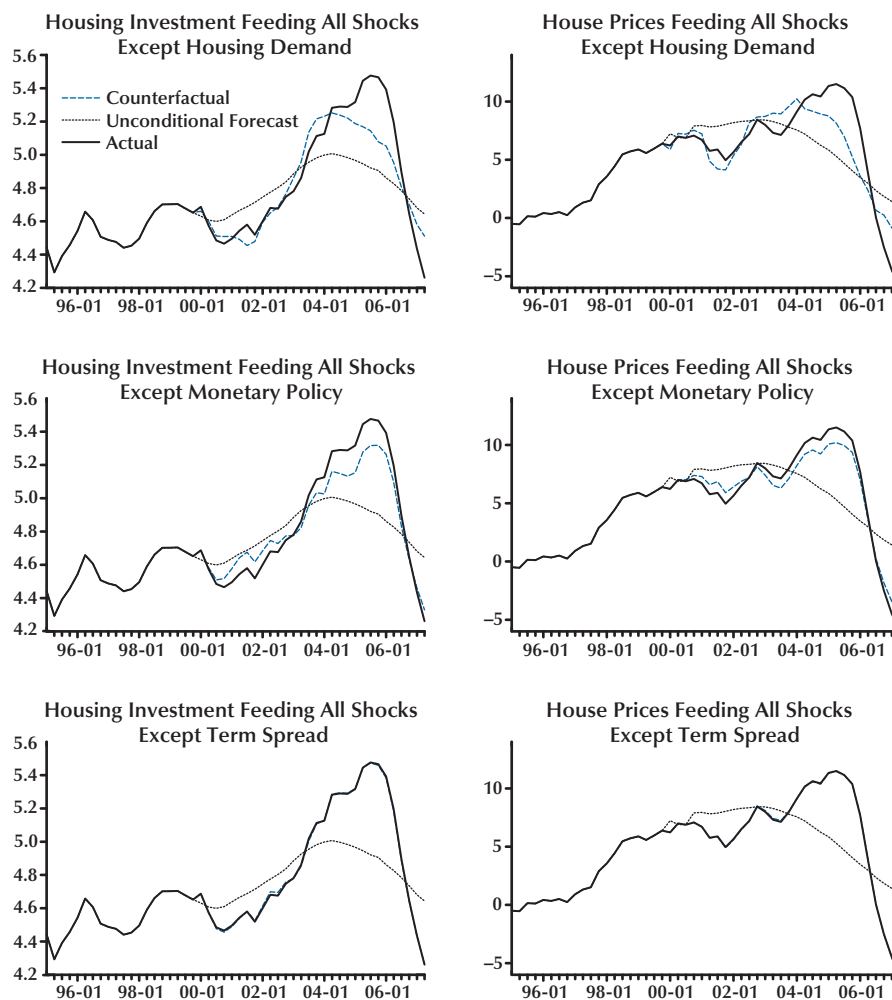 Housing Investment Feeding All Shocks
Except Housing Demand
5.6
5.4
5.2
5.0
4.8
4.6
4.4
4.2
Counterfactual
Unconditional Forecast
Actual
96-01 98-01 00-01 02-01 04-01 06-01
House Prices Feeding All Shocks
Except Housing Demand
10
5
0
–5
96-01 98-01 00-01 02-01 04-01 06-01
Housing Investment Feeding All Shocks
Except Monetary Policy
5.6
5.4
5.2
5.0
4.8
4.6
4.4
4.2
96-01 98-01 00-01 02-01 04-01 06-01
House Prices Feeding All Shocks
Except Monetary Policy
10
5
0
–5
96-01 98-01 00-01 02-01 04-01 06-01
Housing Investment Feeding All Shocks
Except Term Spread
5.6
5.4
5.2
5.0
4.8
4.6
4.4
4.2
96-01 98-01 00-01 02-01 04-01 06-01
House Prices Feeding All Shocks
Except Term Spread
10
5
0
–5
96-01 98-01 00-01 02-01 04-01 06-01